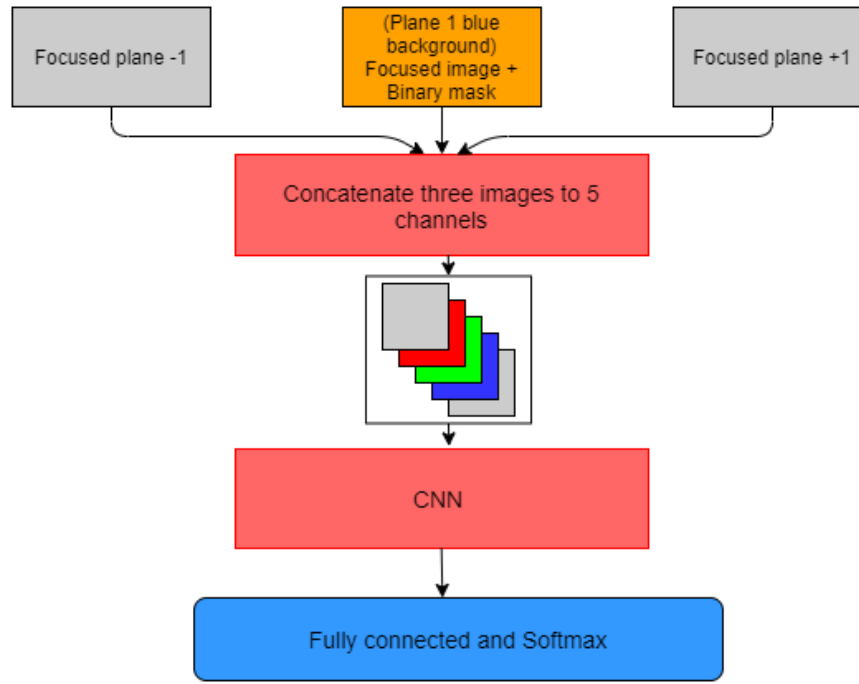 Focused plane -1
(Plane 1 blue
background)
Focused image +
Binary mask
Focused plane +1
Concatenate three images to 5
channels
CNN
Fully connected and Softmax